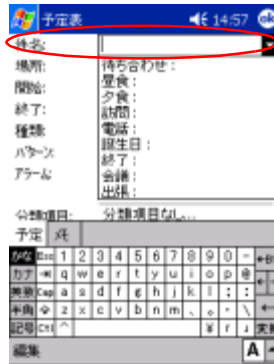 予定表 14:57 ok
件名:
場所: 待ち合わせ:
昼食:
開始: 夕食:
訪問:
終了: 電話:
種類: 誕生日:
終了:
パターン: 会議:
アラーム: 出張:
分類項目: 分類項目なし...
予定 メモ
かな Esc 1 2 3 4 5 6 7 8 9 0 -
カナ q w e r t y u i o p @
英数 Cap a s d f g h j k l ; :
半角 z x c v b n m 、 。 ・ \
記号 Ctl ^ ¥ r
編集 A